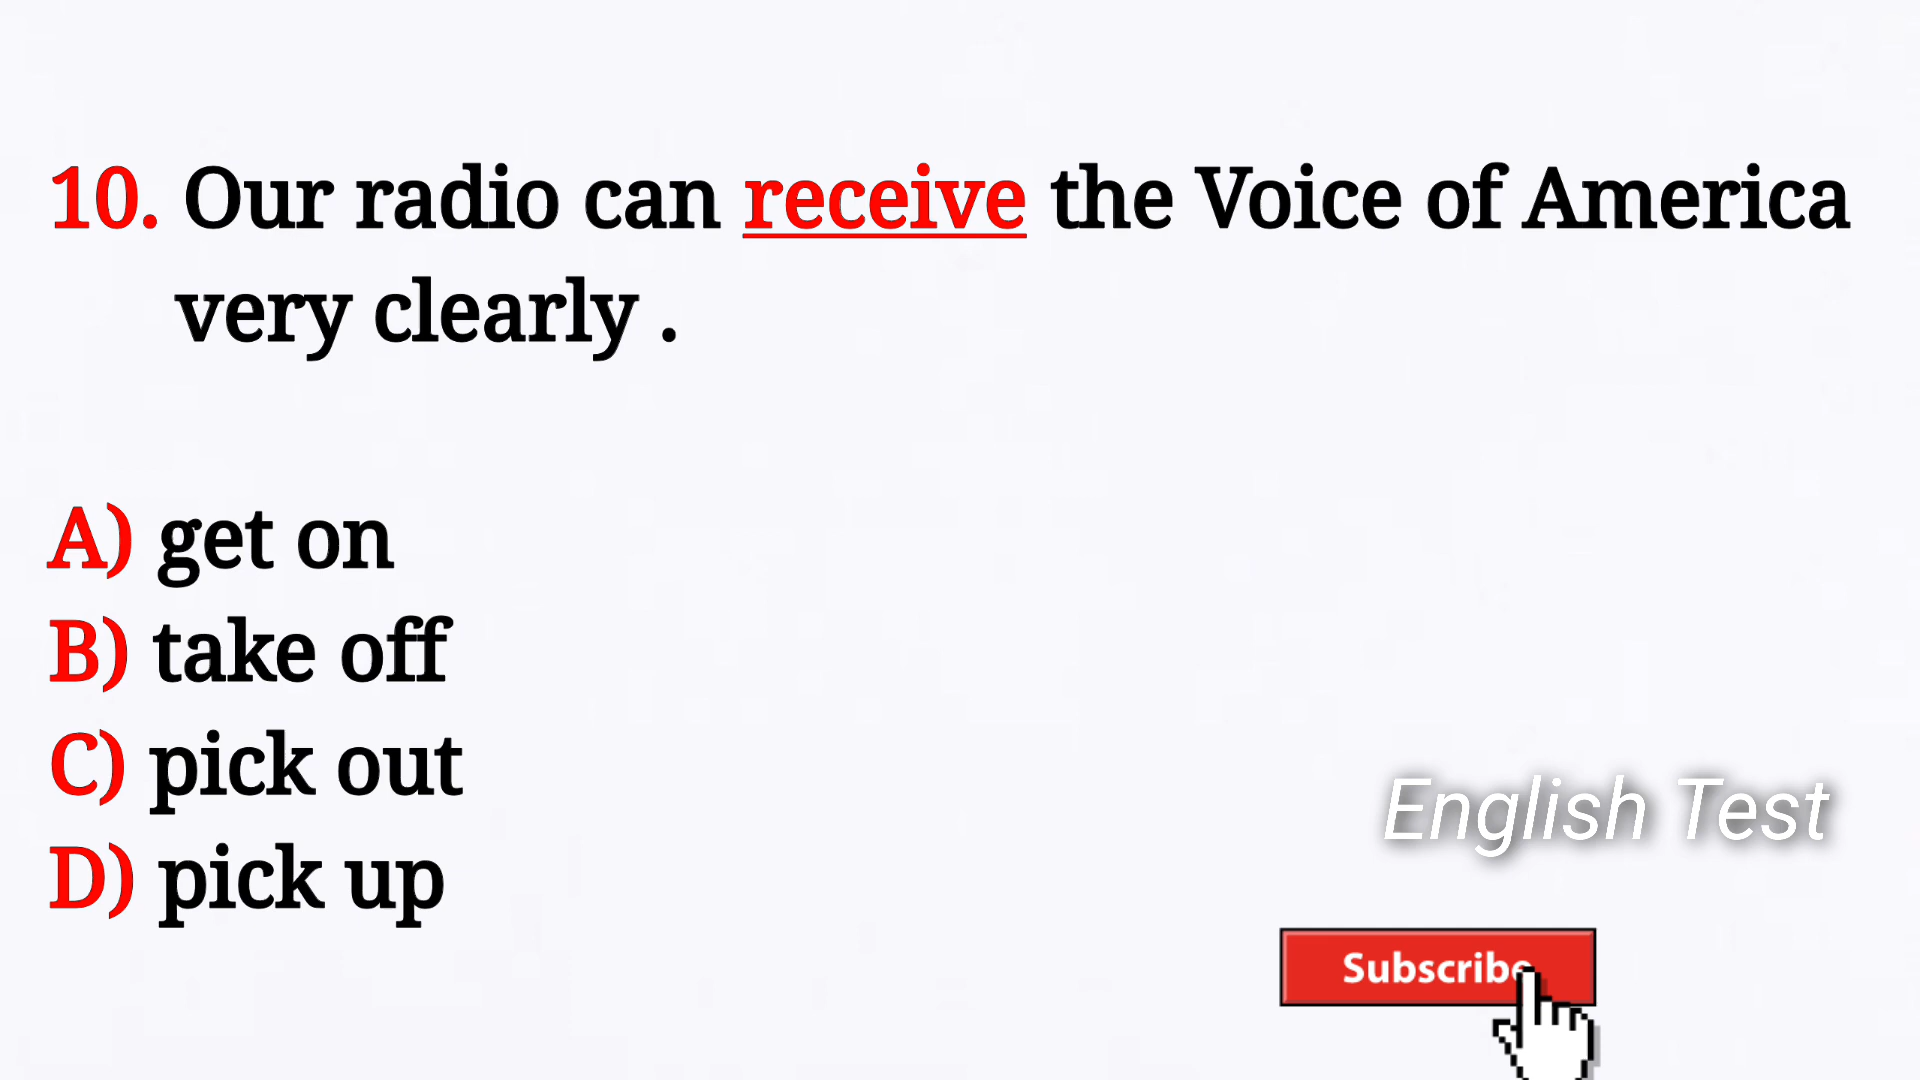 10. Our radio can receive the Voice of America
very clearly .
A) get on
B) take off
C) pick out
D) pick up
English Test
Subscribe